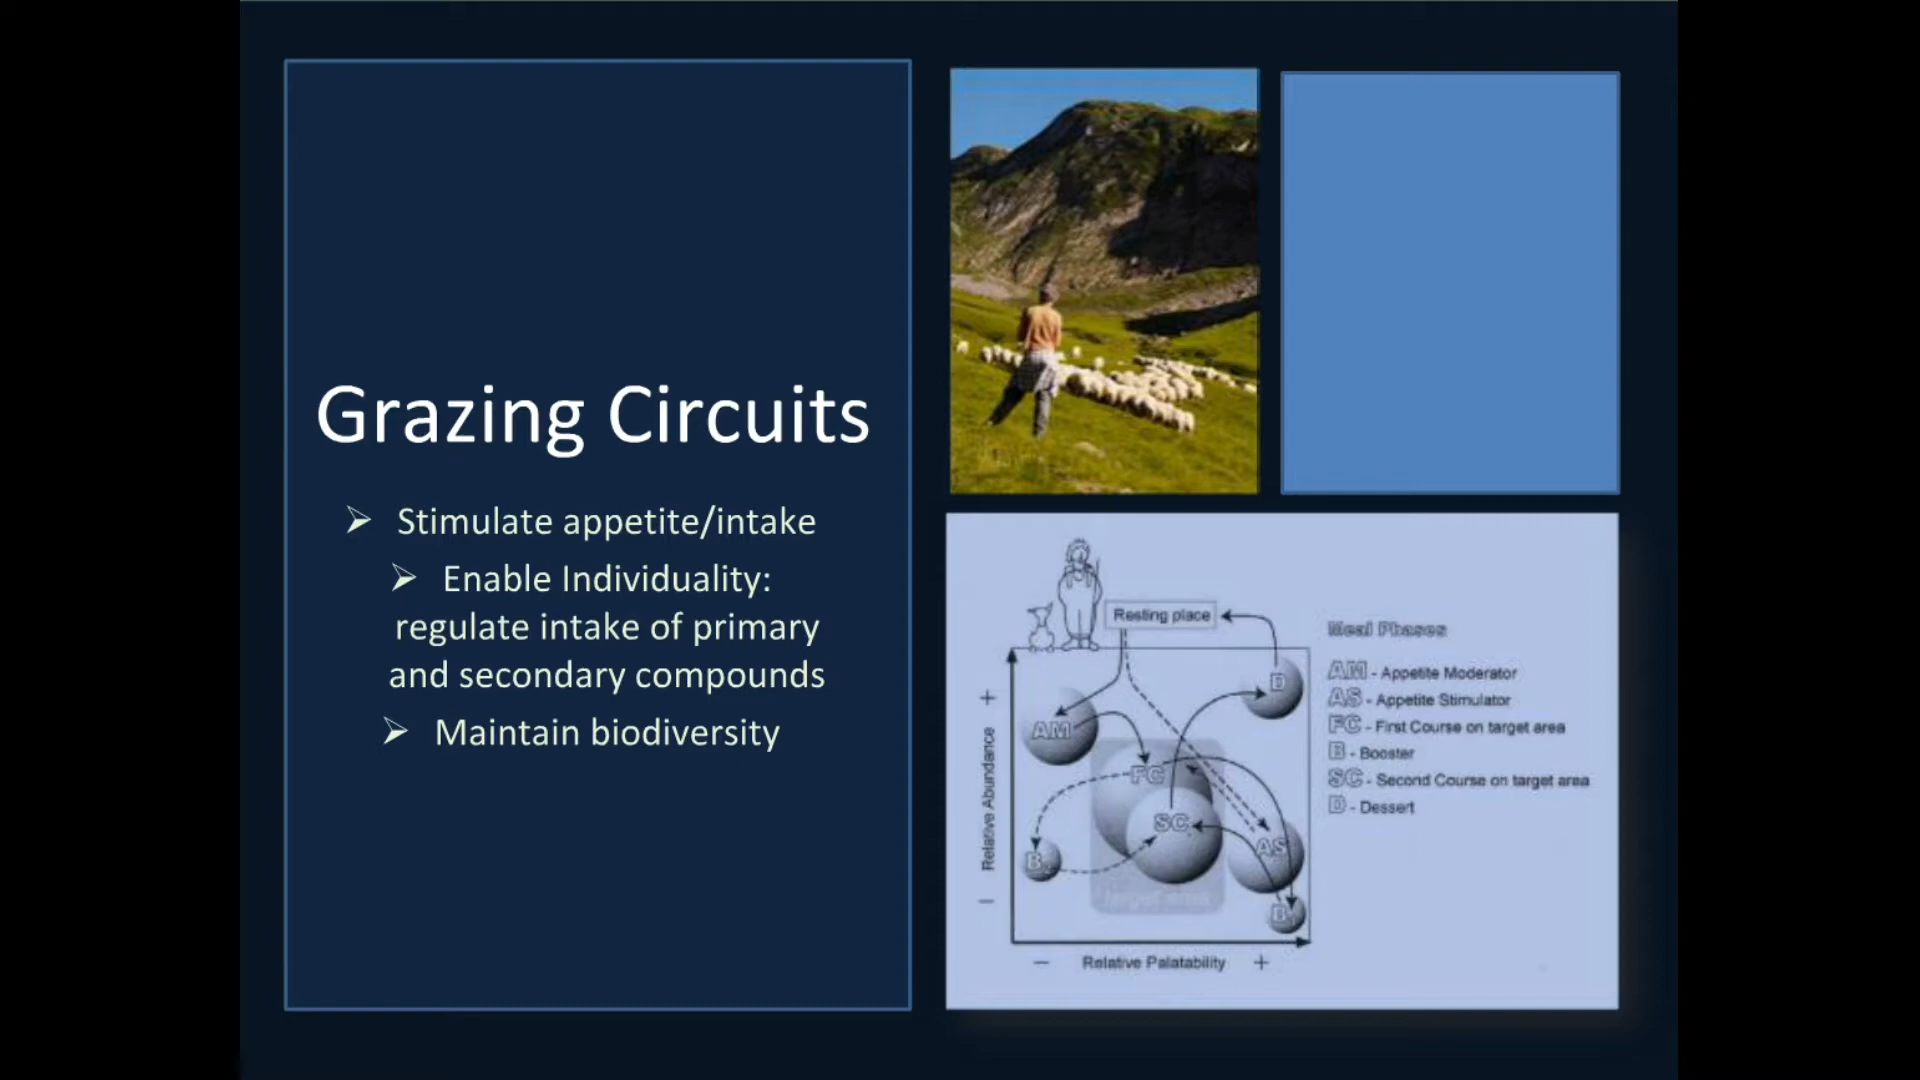 Grazing Circuits
➢ Stimulate appetite/intake
➢ Enable Individuality:
regulate intake of primary
and secondary compounds
➢ Maintain biodiversity
Resting place
Meal Phases
AM - Appetite Moderator
AS - Appetite Stimulator
FC - First Course on target area
B - Booster
SC - Second Course on target area
D - Dessert
D
AM
FC
SC
AS
B
B
+
Relative Abundance
–
– Relative Palatability +